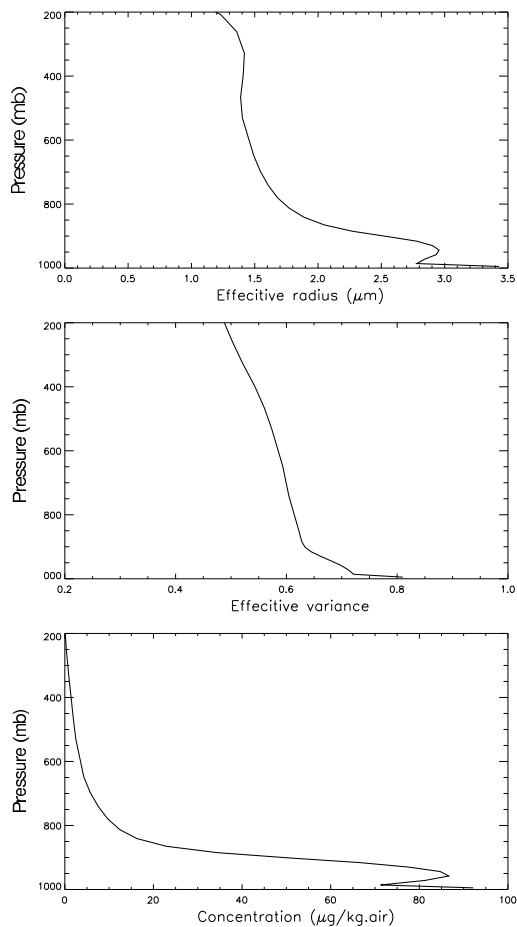 200
400
600
800
1000
Pressure (mb)
0.0 0.5 1.0 1.5 2.0 2.5 3.0 3.5
Effecitive radius (μm)
200
400
600
800
000
Pressure (mb)
0.2 0.4 0.6 0.8 1.0
Effecitive variance
200
400
600
800
1000
Pressure (mb)
0 20 40 60 80 100
Concentration (μg/kg.air)